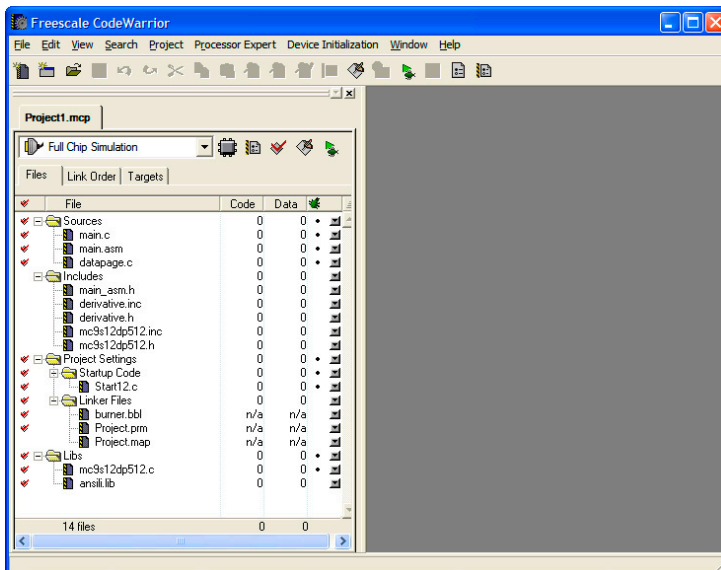 Freescale CodeWarrior
File Edit View Search Project Processor Expert Device Initialization Window Help
Project1.mcp
Full Chip Simulation
Files Link Order Targets
File Code Data
Sources 0 0
main.c 0 0
main.asm 0 0
datapage.c 0 0
Includes 0 0
main_asm.h 0 0
derivative.inc 0 0
derivative.h 0 0
mc9s12dp512.inc 0 0
mc9s12dp512.h 0 0
Project Settings 0 0
Startup Code 0 0
Start12.c 0 0
Linker Files 0 0
burner.bbl n/a n/a
Project.prm n/a n/a
Project.map n/a n/a
Libs 0 0
mc9s12dp512.c 0 0
ansili.lib 0 0
14 files 0 0